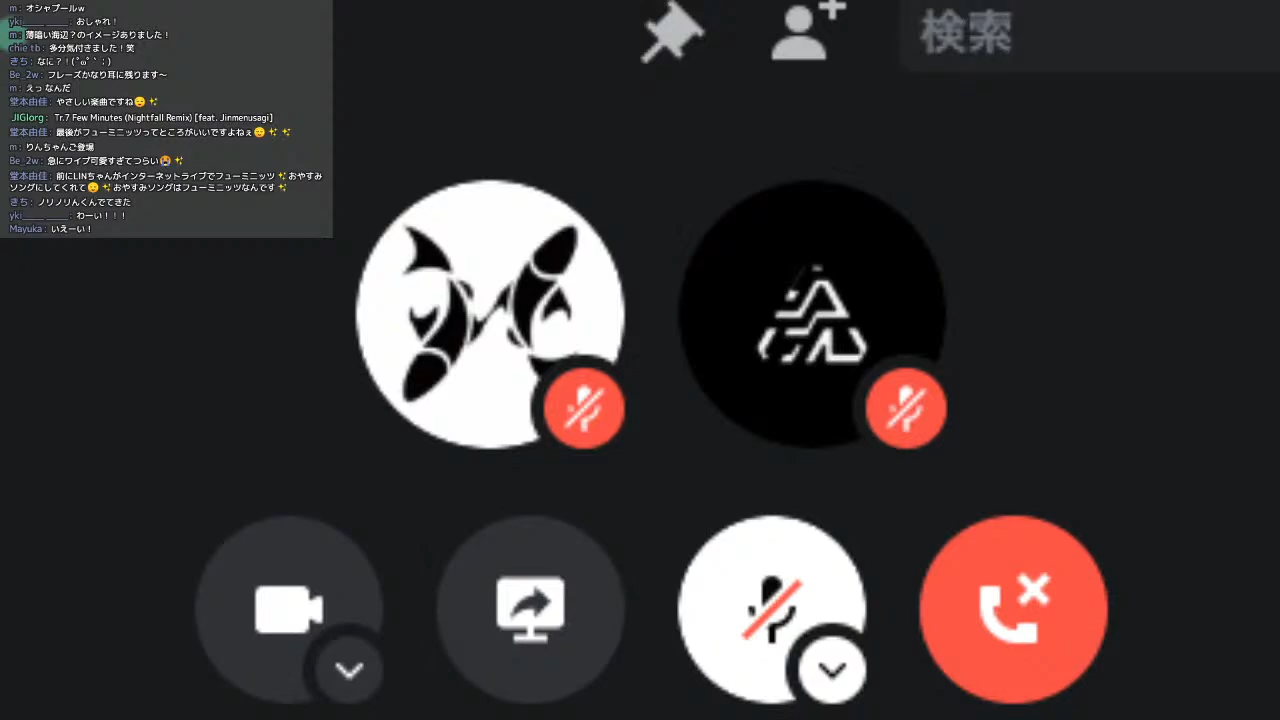 m: オシャプールw
yki_____ _____: おしゃれ！
m: 薄暗い海辺？のイメージありました！
chie.tb: 多分気付きました！笑
きち: なに？！( ﾟωﾟ｀; )
Be_2w: フレーズかなり耳に残ります〜
m: えっ なんだ
堂本由佳: やさしい楽曲ですね😌✨
JIGlorg: Tr.7 Few Minutes (Nightfall Remix) [feat. Jinmenusagi]
堂本由佳: 最後がフューミニッツってところがいいですよねぇ😌✨✨
m: りんちゃんご登場
Be_2w: 急にワイプ可愛すぎてつらい😭✨
堂本由佳: 前にLINちゃんがインターネットライブでフューミニッツ✨おやすみ
ソングにしてくれて😌✨おやすみソングはフューミニッツなんです✨
きち: ノリノリんくんでてきた
yki_____ _____: わーい！！！
Mayuka: いえーい！
検索